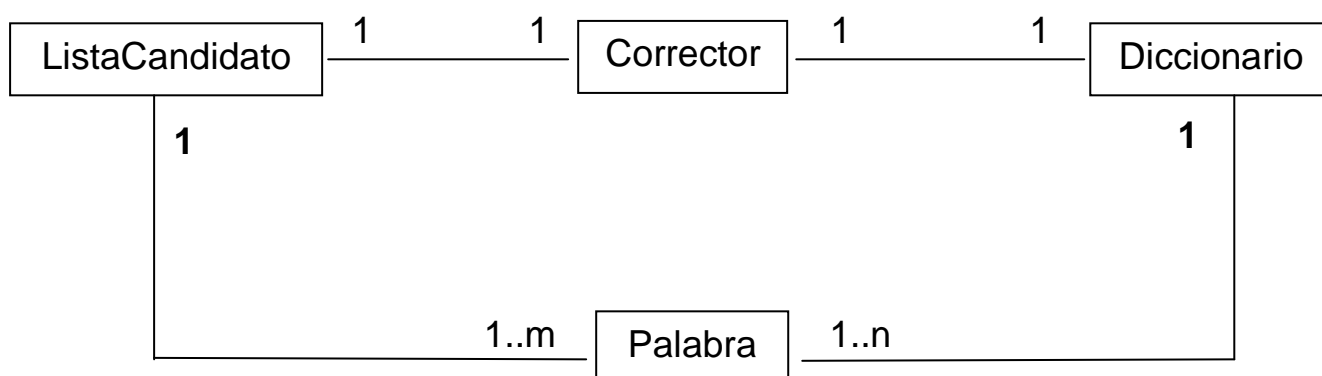 1 1 1 1
ListaCandidato Corrector Diccionario
1 1
1..m 1..n
Palabra